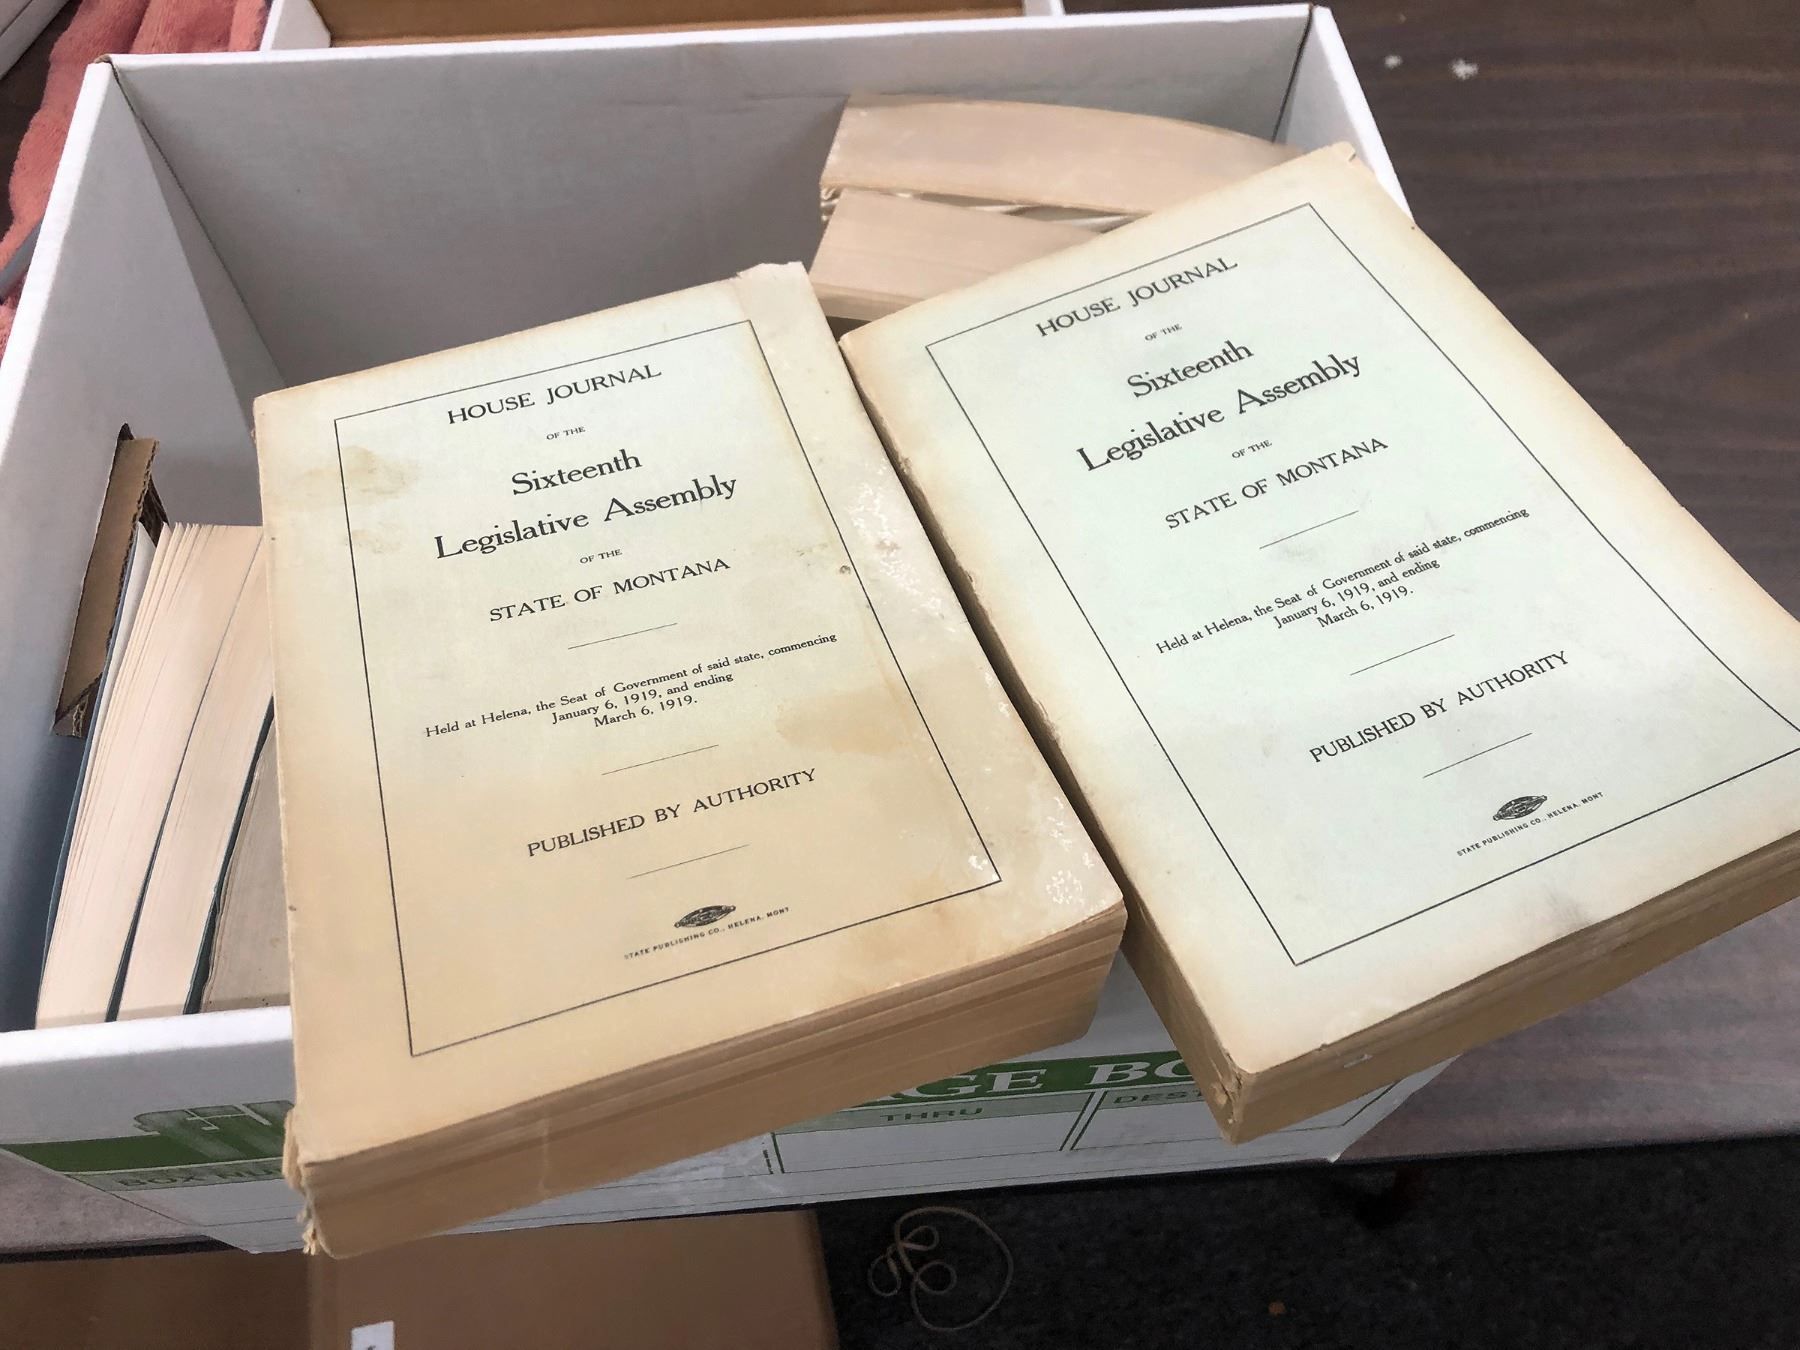 HOUSE JOURNAL
OF THE
Sixteenth
Legislative Assembly
OF THE
STATE OF MONTANA
Held at Helena, the Seat of Government of said state, commencing
January 6, 1919, and ending
March 6, 1919.
PUBLISHED BY AUTHORITY
STATE PUBLISHING CO., HELENA, MONT
HOUSE JOURNAL
OF THE
Sixteenth
Legislative Assembly
OF THE
STATE OF MONTANA
Held at Helena, the Seat of Government of said state, commencing
January 6, 1919, and ending
March 6, 1919.
PUBLISHED BY AUTHORITY
STATE PUBLISHING CO., HELENA, MONT
THRU
BOX